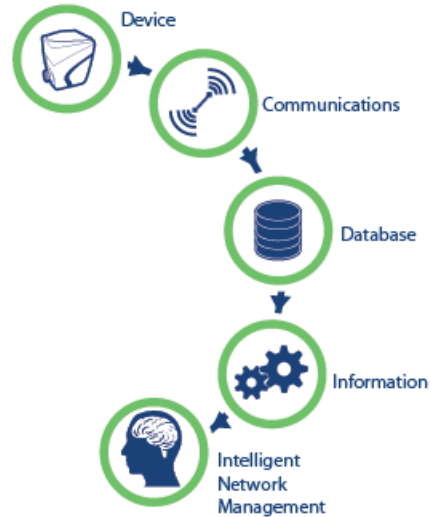 Device
Communications
Database
Information
Intelligent
Network
Management